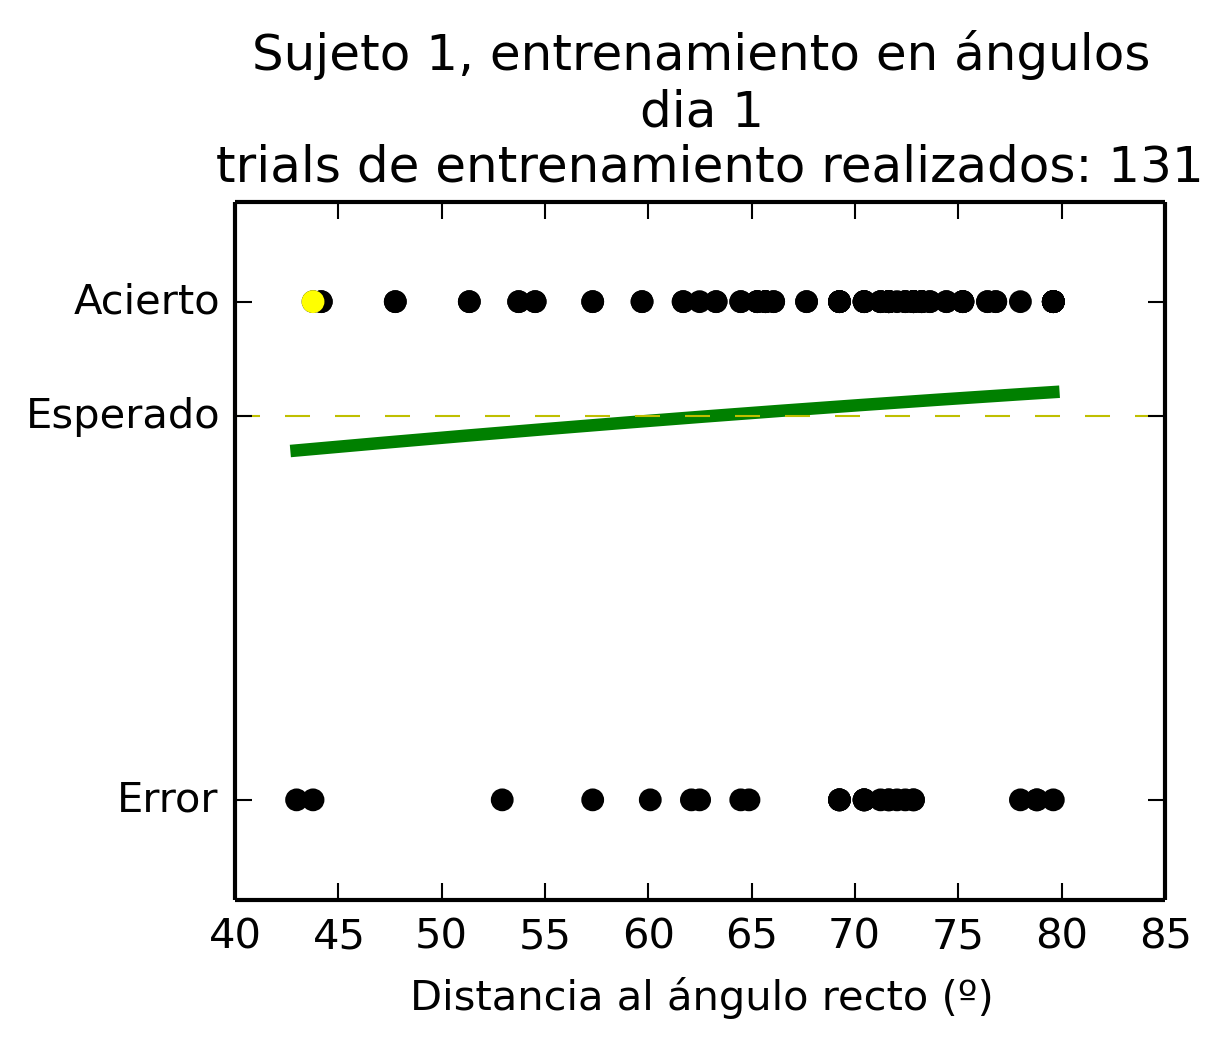 Sujeto 1, entrenamiento en ángulos
dia 1
trials de entrenamiento realizados: 131
Acierto
Esperado
Error
40 45 50 55 60 65 70 75 80 85
Distancia al ángulo recto (º)